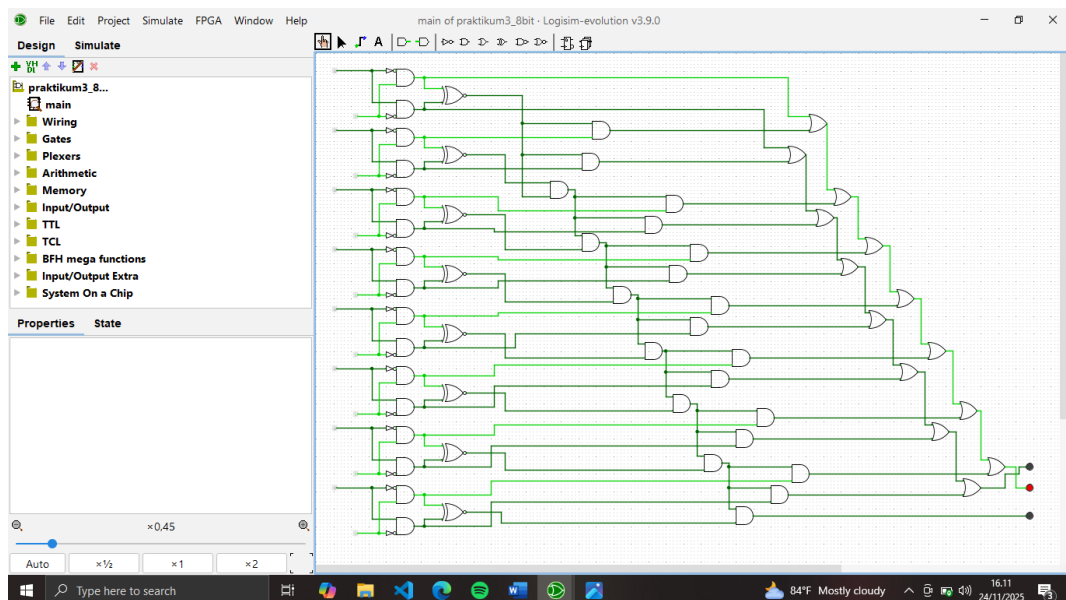 File Edit Project Simulate FPGA Window Help
main of praktikum3_8bit · Logisim-evolution v3.9.0
Design Simulate
A
VH
DL
praktikum3_8...
main
Wiring
Gates
Plexers
Arithmetic
Memory
Input/Output
TTL
TCL
BFH mega functions
Input/Output Extra
System On a Chip
Properties State
×0,45
Auto ×½ ×1 ×2
Type here to search
84°F Mostly cloudy
16.11
24/11/2025
3